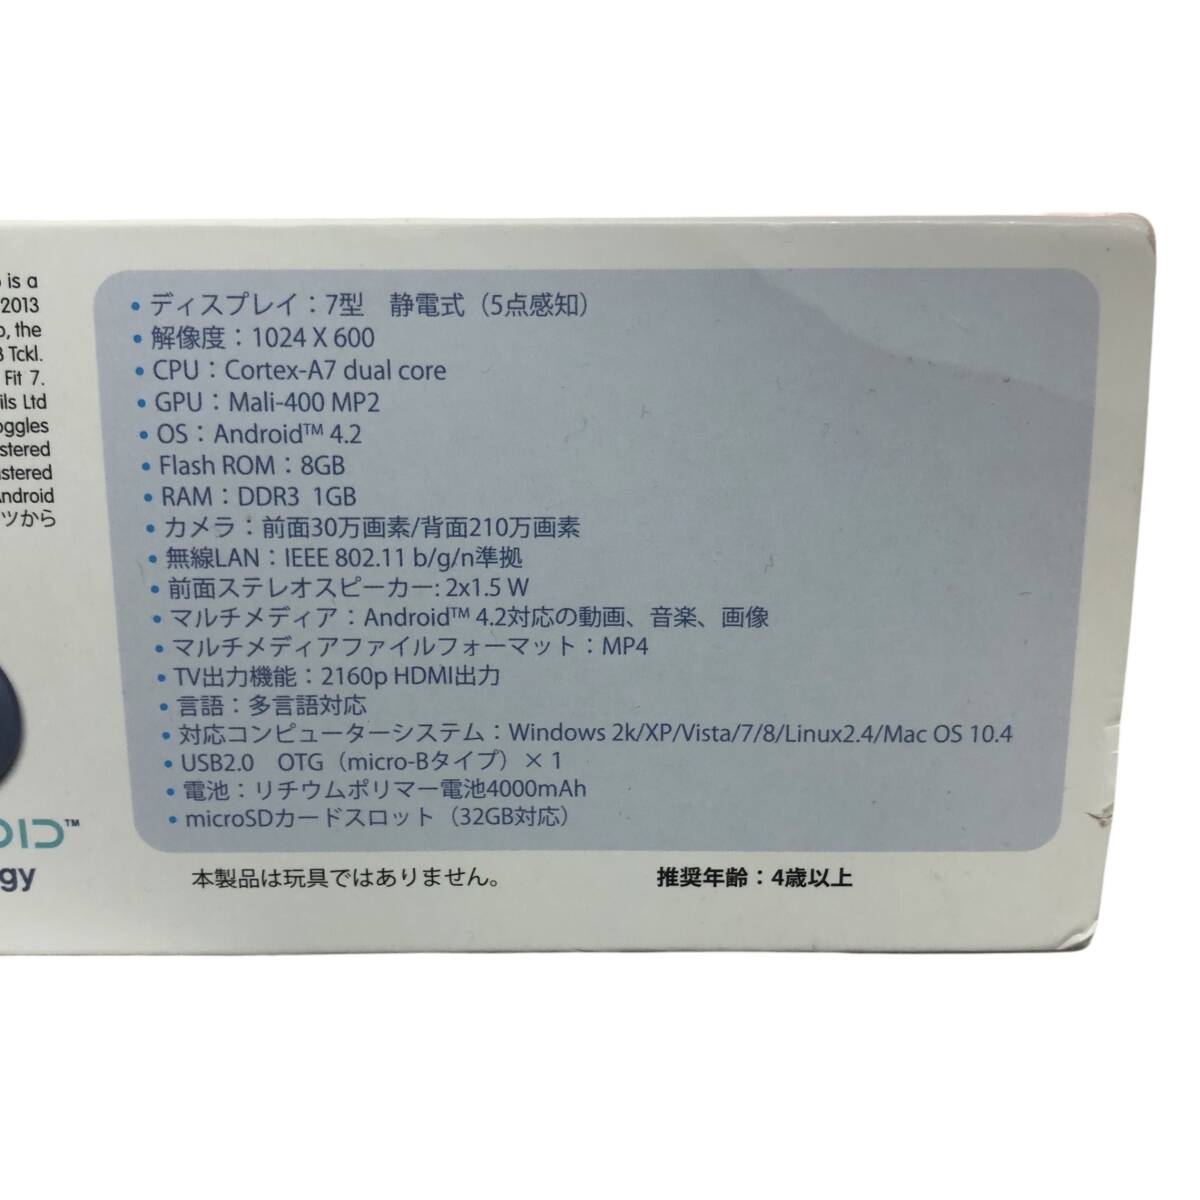 is a
2013
, the
Tckl.
Fit 7.
ils Ltd
oggles
stered
stered
Android
ツから
OID™
gy
• ディスプレイ：7型　静電式（5点感知）
• 解像度：1024 X 600
• CPU：Cortex-A7 dual core
• GPU：Mali-400 MP2
• OS：Android™ 4.2
• Flash ROM：8GB
• RAM：DDR3 1GB
• カメラ：前面30万画素/背面210万画素
• 無線LAN：IEEE 802.11 b/g/n準拠
• 前面ステレオスピーカー: 2x1.5 W
• マルチメディア：Android™ 4.2対応の動画、音楽、画像
• マルチメディアファイルフォーマット：MP4
• TV出力機能：2160p HDMI出力
• 言語：多言語対応
• 対応コンピューターシステム：Windows 2k/XP/Vista/7/8/Linux2.4/Mac OS 10.4
• USB2.0　OTG（micro-Bタイプ）× 1
• 電池：リチウムポリマー電池4000mAh
• microSDカードスロット（32GB対応）
本製品は玩具ではありません。
推奨年齢：4歳以上